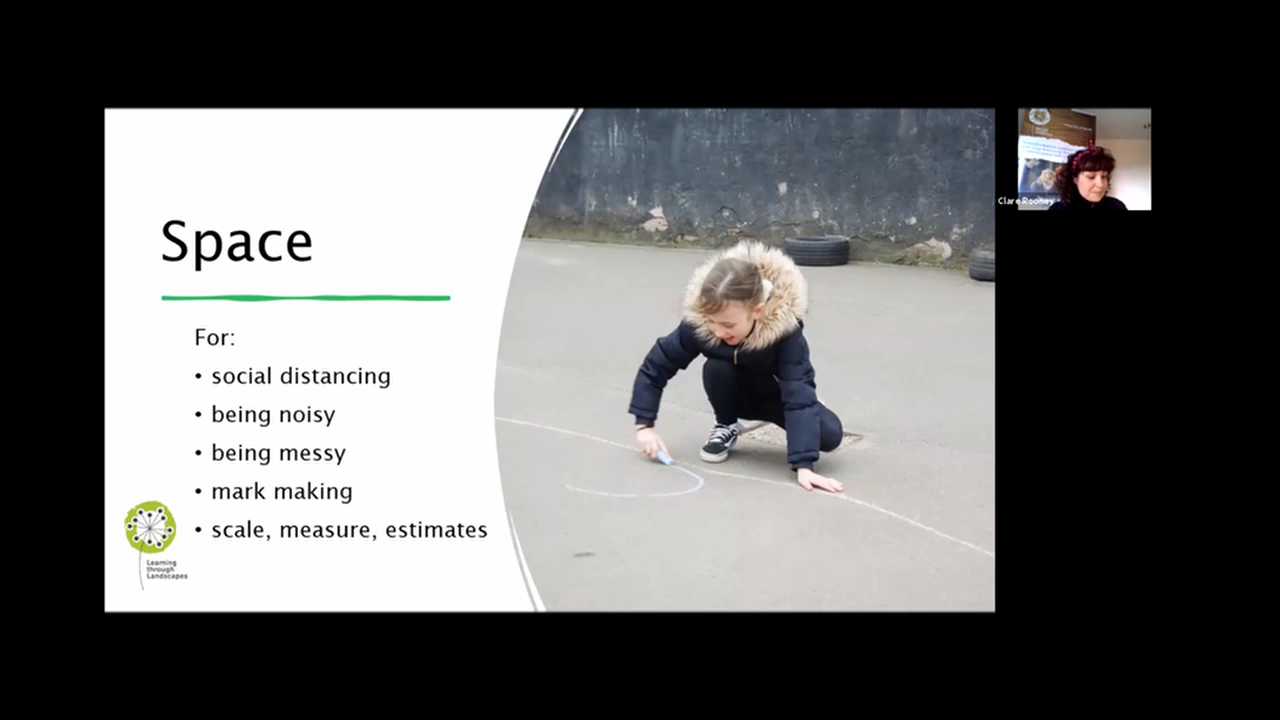 Space
For:
• social distancing
• being noisy
• being messy
• mark making
• scale, measure, estimates
Learning
through
Landscapes
Clare Rooney